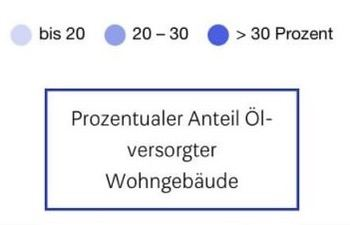 bis 20 20 – 30 > 30 Prozent
Prozentualer Anteil Öl-
versorgter
Wohngebäude